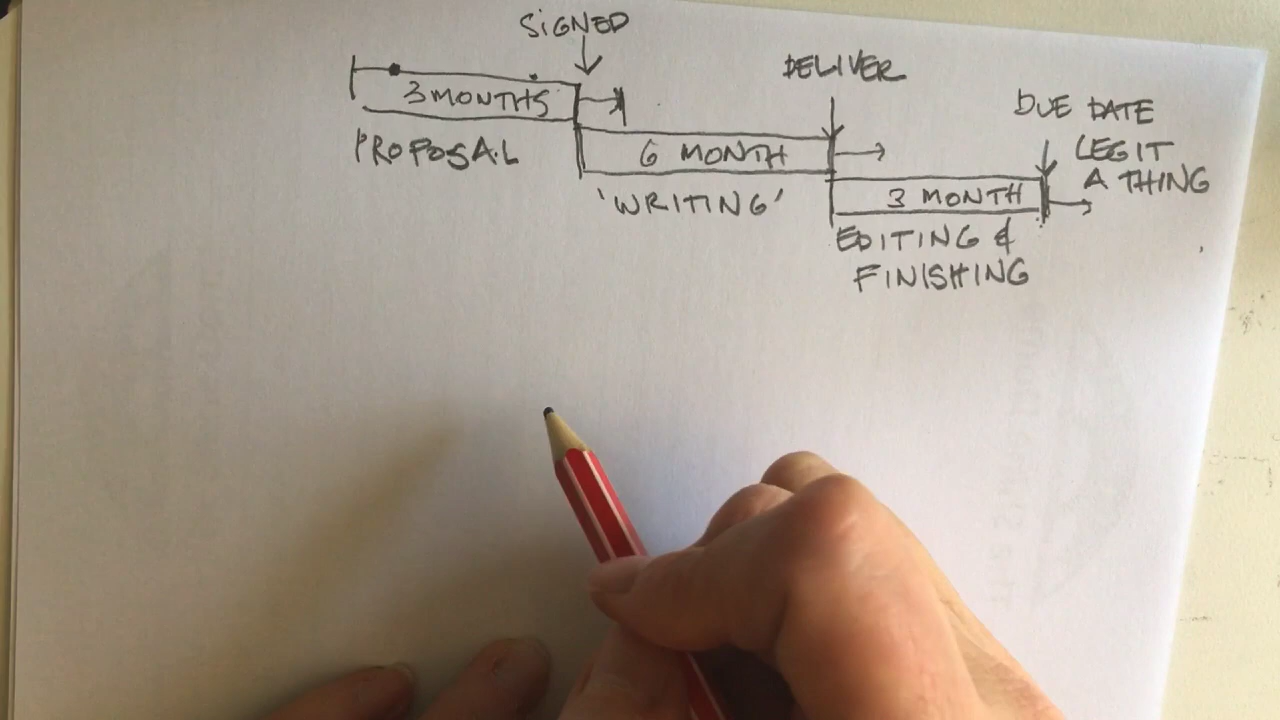 SIGNED
3 MONTHS
PROPOSAL
DELIVER
6 MONTH
'WRITING'
DUE DATE
LEGIT
A THING
3 MONTH
EDITING &
FINISHING